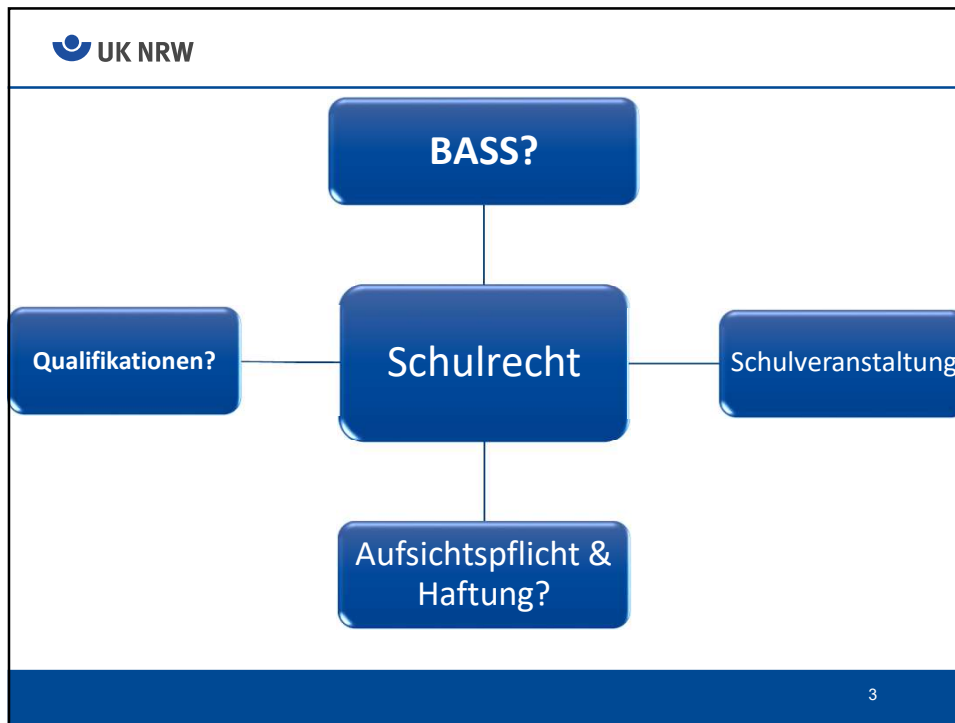 UK NRW
BASS?
Qualifikationen?
Schulrecht
Schulveranstaltung
Aufsichtspflicht &
Haftung?
3